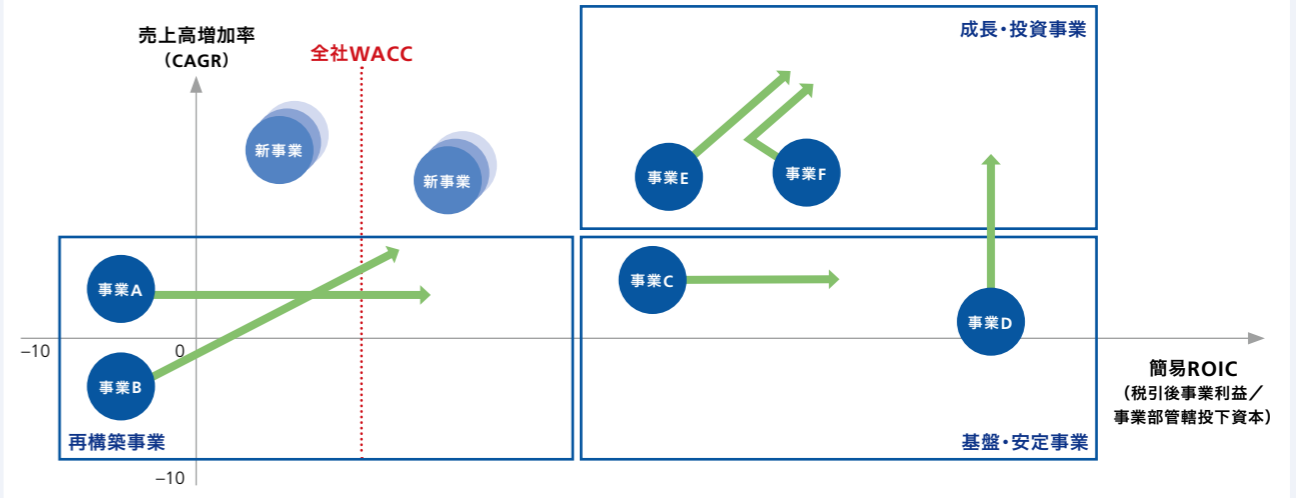 売上高増加率
（CAGR）
全社WACC
成長・投資事業
新事業
新事業
事業E
事業F
事業A
事業C
事業D
−10
0
事業B
簡易ROIC
（税引後事業利益／
事業部管轄投下資本）
再構築事業
基盤・安定事業
−10